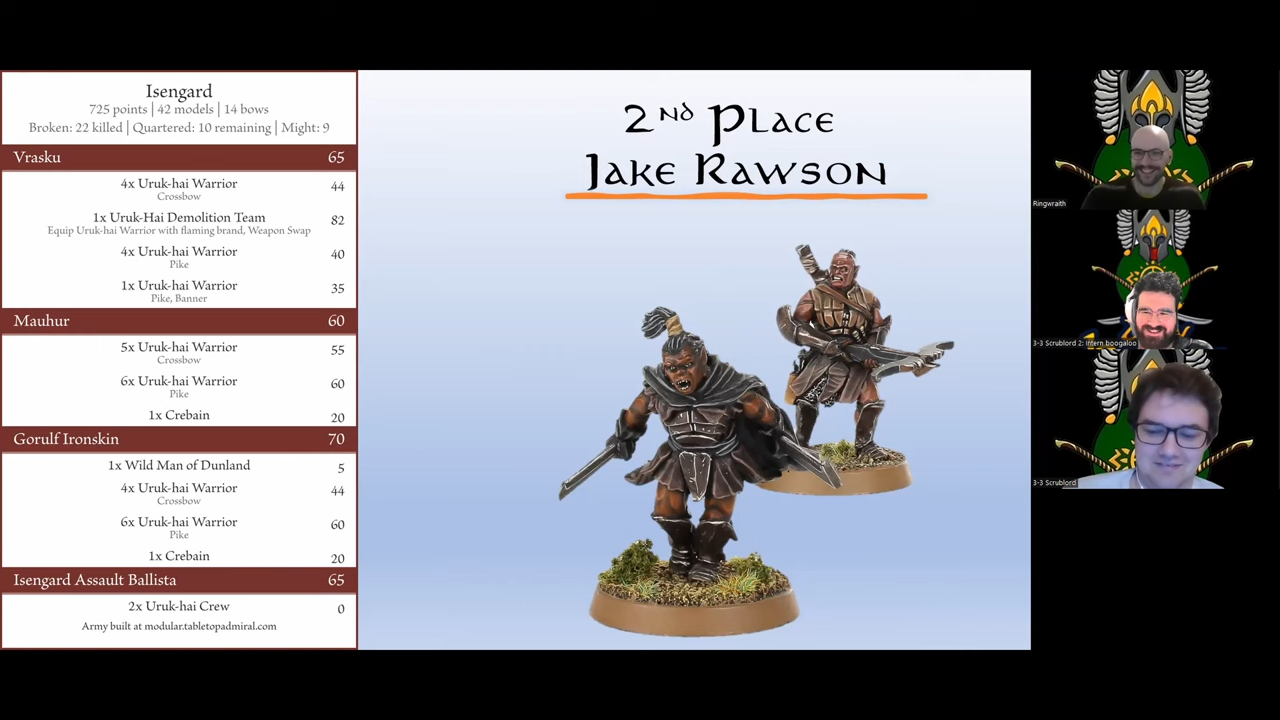 Isengard
725 points | 42 models | 14 bows
Broken: 22 killed | Quartered: 10 remaining | Might: 9
Vrasku 65
4x Uruk-hai Warrior 44
Crossbow
1x Uruk-Hai Demolition Team 82
Equip Uruk-hai Warrior with flaming brand, Weapon Swap
4x Uruk-hai Warrior 40
Pike
1x Uruk-hai Warrior 35
Pike, Banner
Mauhur 60
5x Uruk-hai Warrior 55
Crossbow
6x Uruk-hai Warrior 60
Pike
1x Crebain 20
Gorulf Ironskin 70
1x Wild Man of Dunland 5
4x Uruk-hai Warrior 44
Crossbow
6x Uruk-hai Warrior 60
Pike
1x Crebain 20
Isengard Assault Ballista 65
2x Uruk-hai Crew 0
Army built at modular.tabletopadmiral.com
2nd Place
Jake Rawson
Ringwraith
3-3 Scrublord 2: Intern boogaloo
3-3 Scrublord